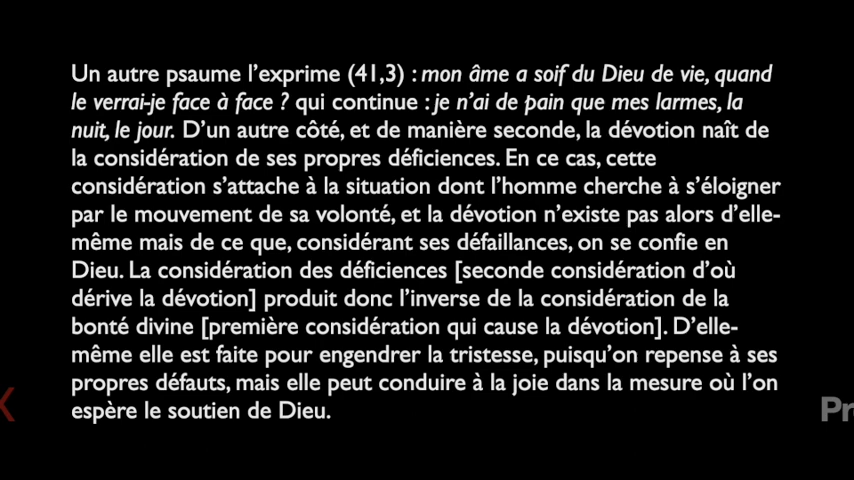 Un autre psaume l'exprime (41,3) : mon âme a soif du Dieu de vie, quand
le verrai-je face à face ? qui continue : je n'ai de pain que mes larmes, la
nuit, le jour. D'un autre côté, et de manière seconde, la dévotion naît de
la considération de ses propres déficiences. En ce cas, cette
considération s'attache à la situation dont l'homme cherche à s'éloigner
par le mouvement de sa volonté, et la dévotion n'existe pas alors d'elle-
même mais de ce que, considérant ses défaillances, on se confie en
Dieu. La considération des déficiences [seconde considération d'où
dérive la dévotion] produit donc l'inverse de la considération de la
bonté divine [première considération qui cause la dévotion]. D'elle-
même elle est faite pour engendrer la tristesse, puisqu'on repense à ses
propres défauts, mais elle peut conduire à la joie dans la mesure où l'on
espère le soutien de Dieu.
X
Pr